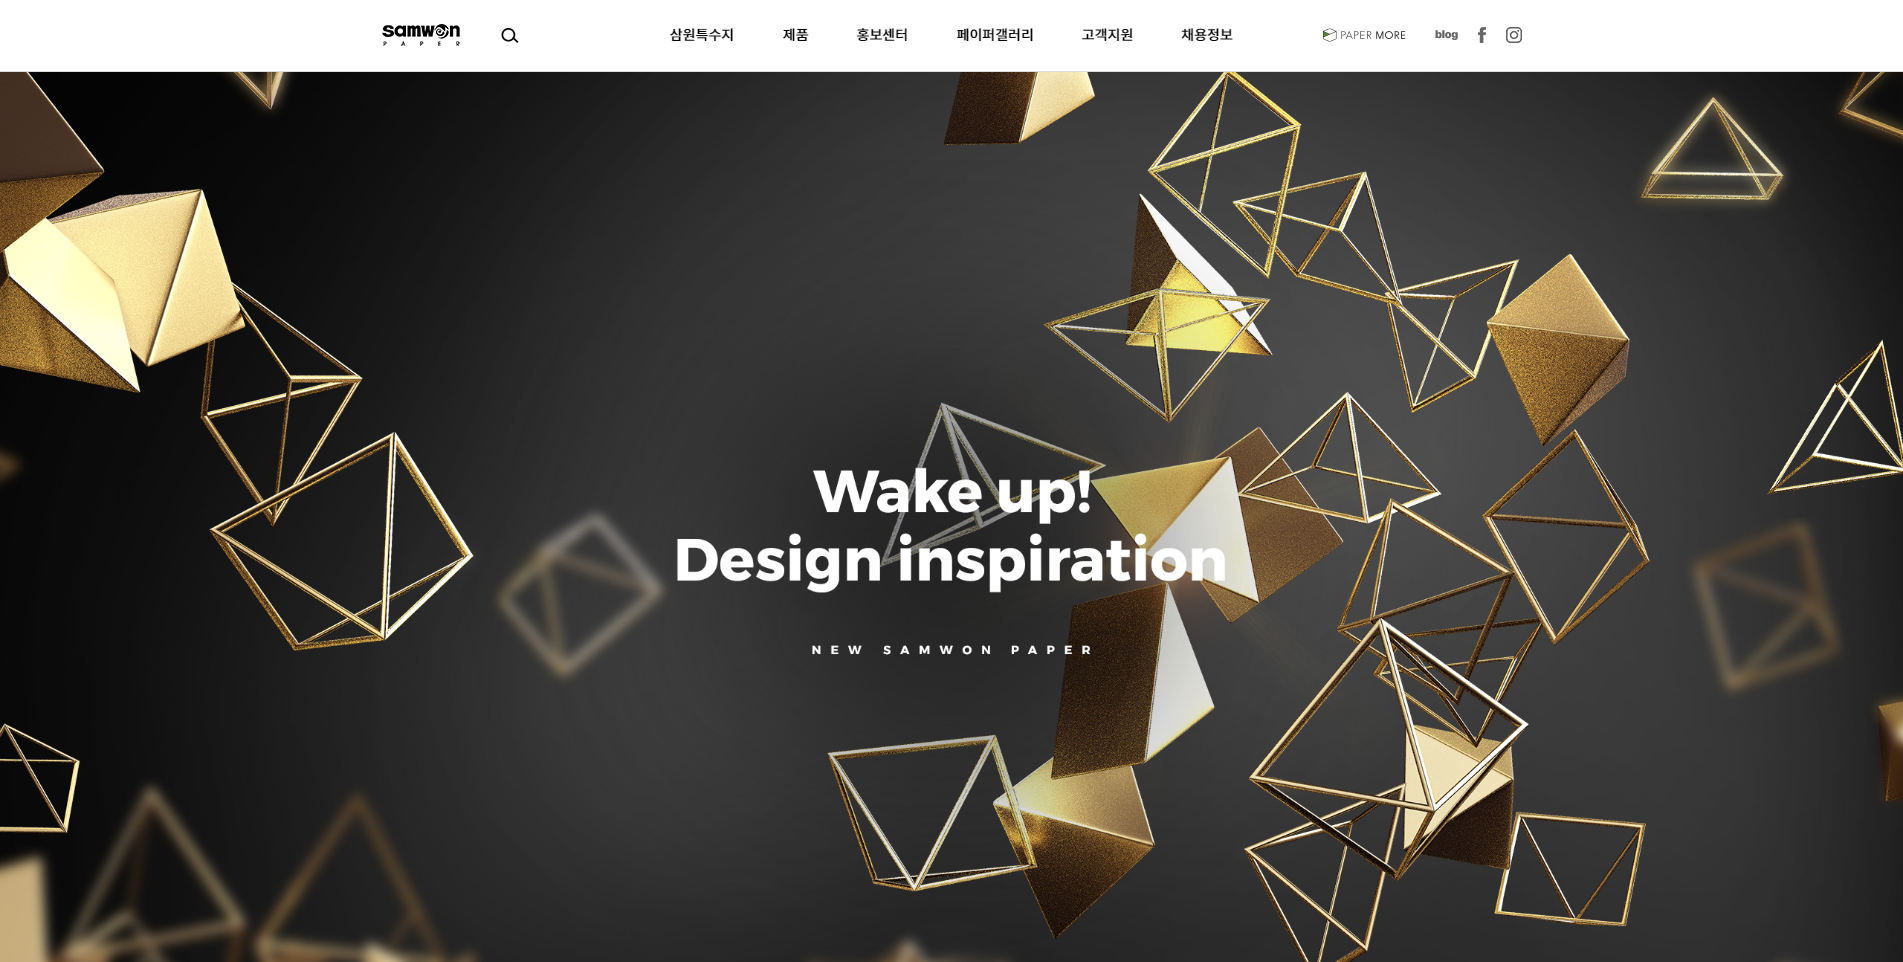 samwon
PAPER
삼원특수지
제품
홍보센터
페이퍼갤러리
고객지원
채용정보
PAPER MORE
blog
Wake up!
Design inspiration
NEW SAMWON PAPER